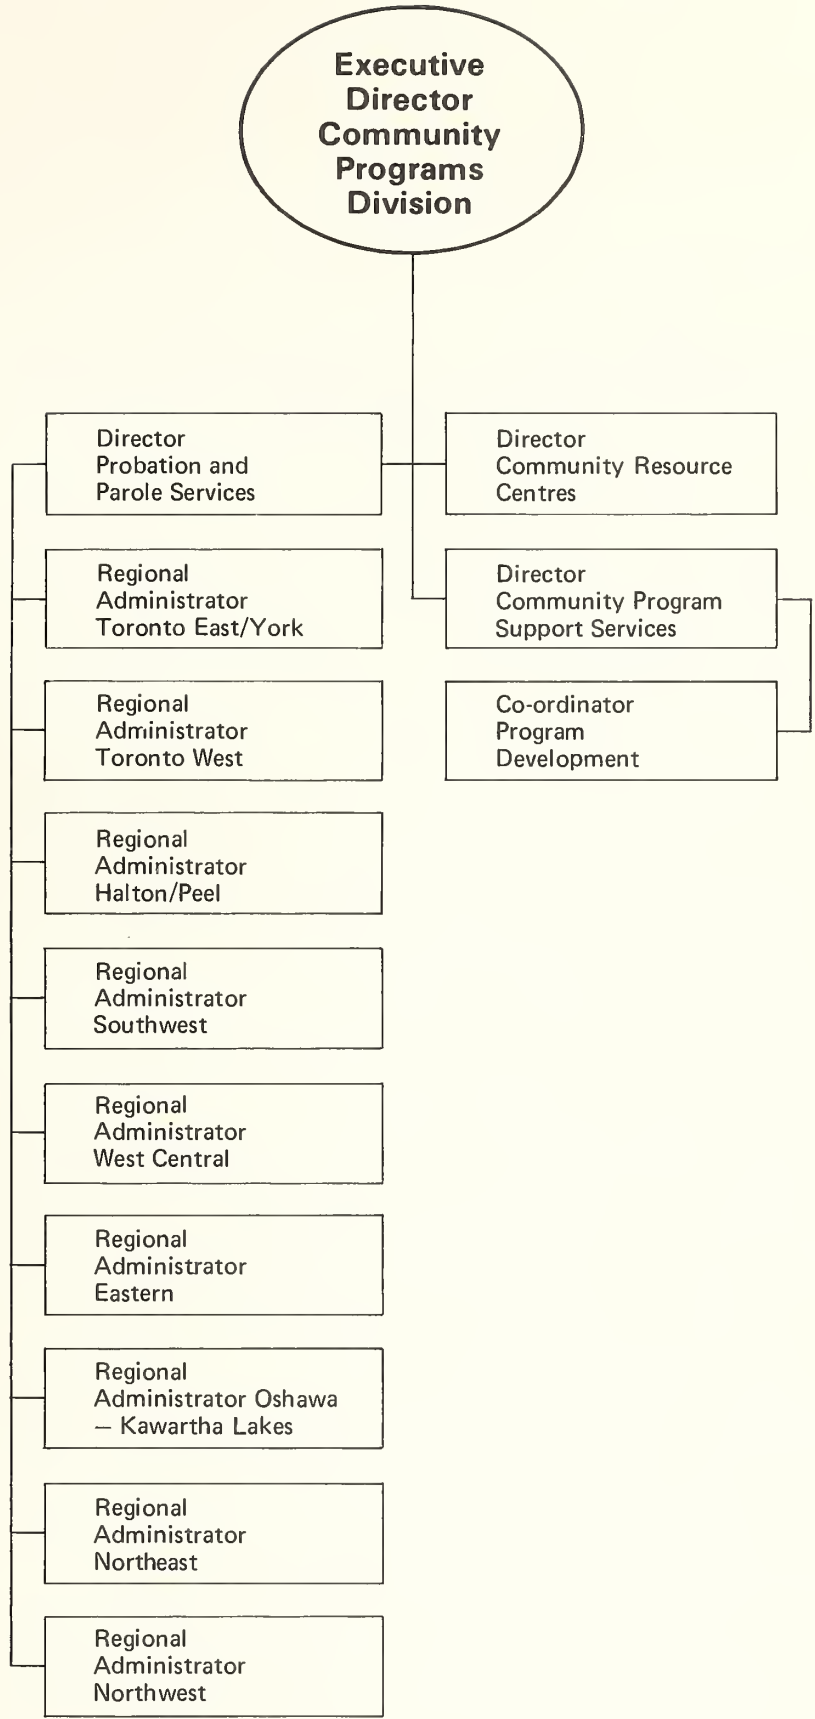 Executive
Director
Community
Programs
Division
Director
Probation and
Parole Services
Regional
Administrator
Toronto East/York
Regional
Administrator
Toronto West
Regional
Administrator
Halton/Peel
Regional
Administrator
Southwest
Regional
Administrator
West Central
Regional
Administrator
Eastern
Regional
Administrator Oshawa
– Kawartha Lakes
Regional
Administrator
Northeast
Regional
Administrator
Northwest
Director
Community Resource
Centres
Director
Community Program
Support Services
Co-ordinator
Program
Development